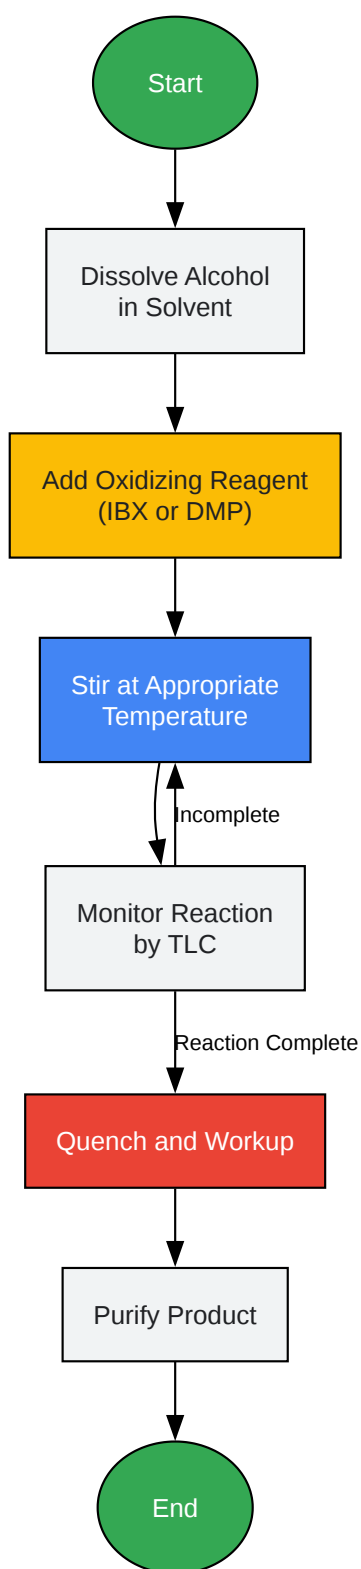 Start
Dissolve Alcohol
in Solvent
Add Oxidizing Reagent
(IBX or DMP)
Stir at Appropriate
Temperature
Incomplete
Monitor Reaction
by TLC
Reaction Complete
Quench and Workup
Purify Product
End